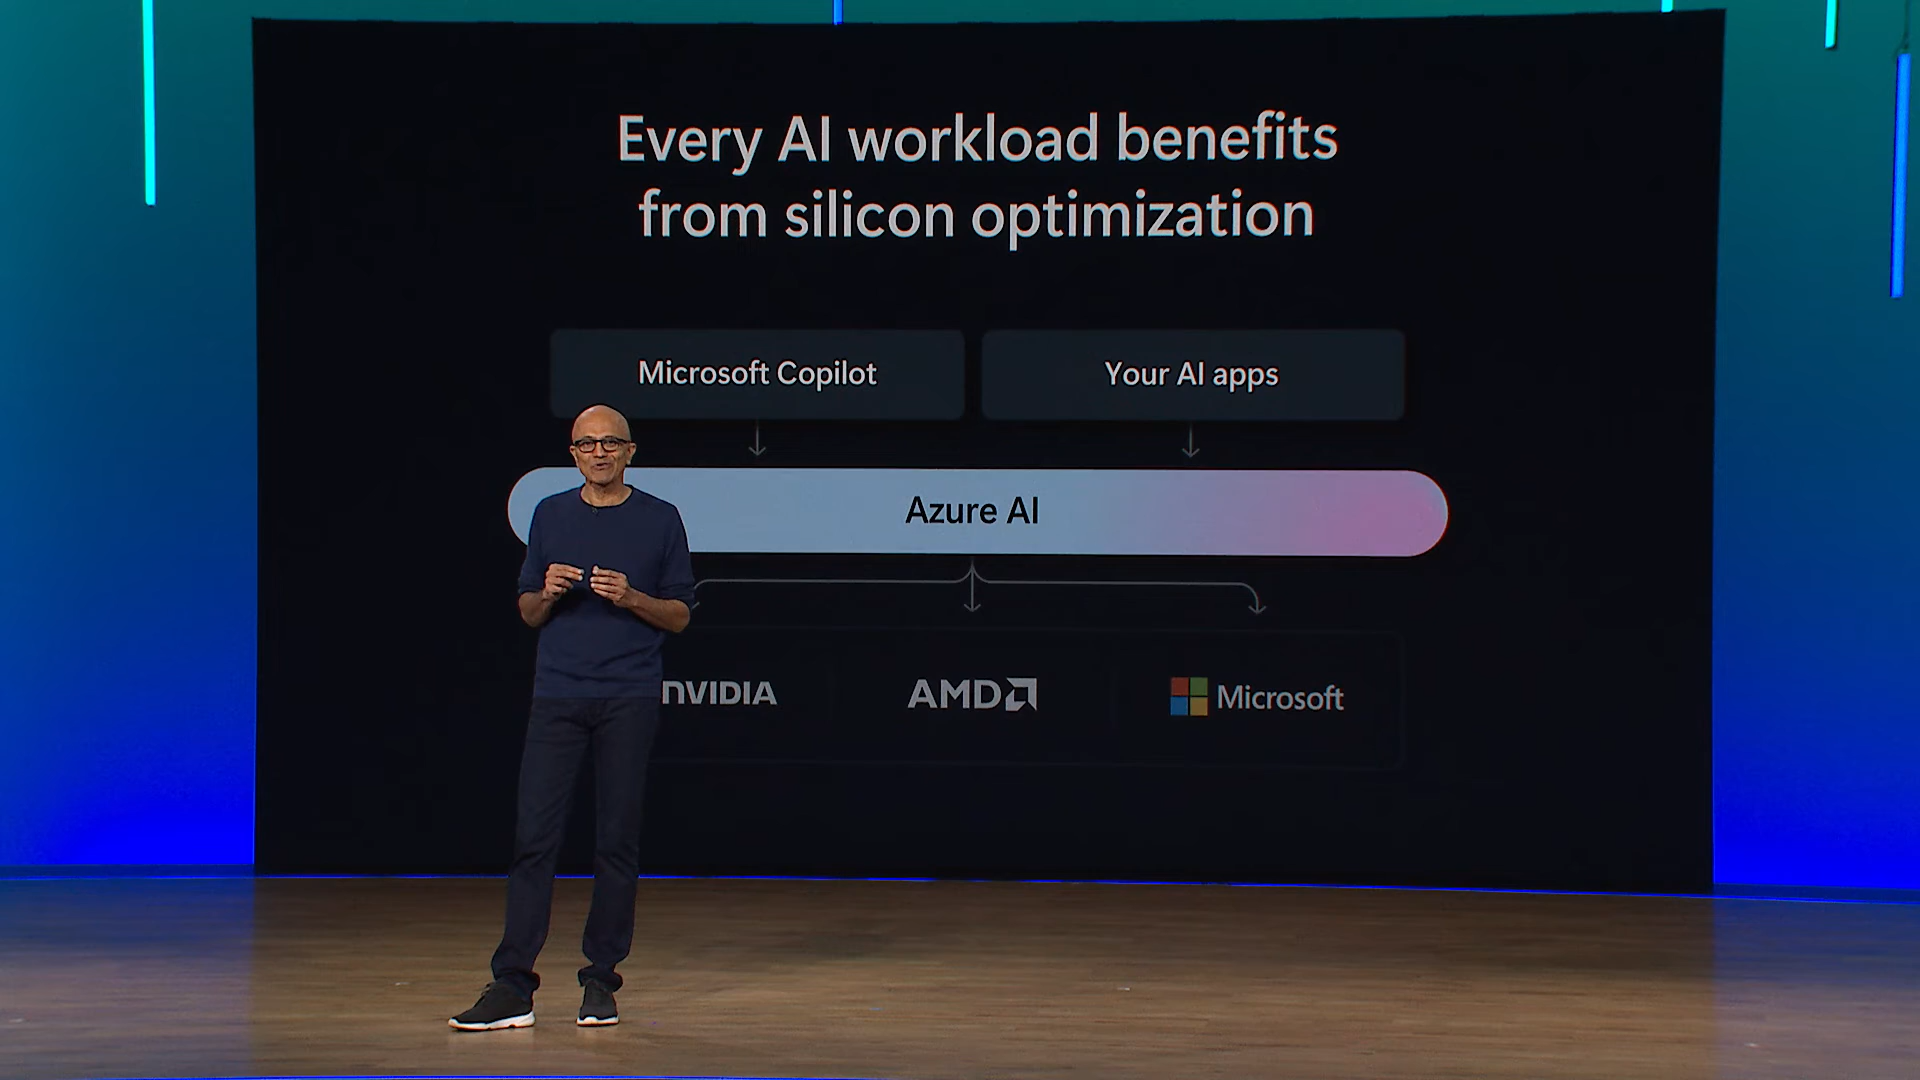 Every AI workload benefits
from silicon optimization
Microsoft Copilot
Your AI apps
Azure AI
NVIDIA
AMD
Microsoft